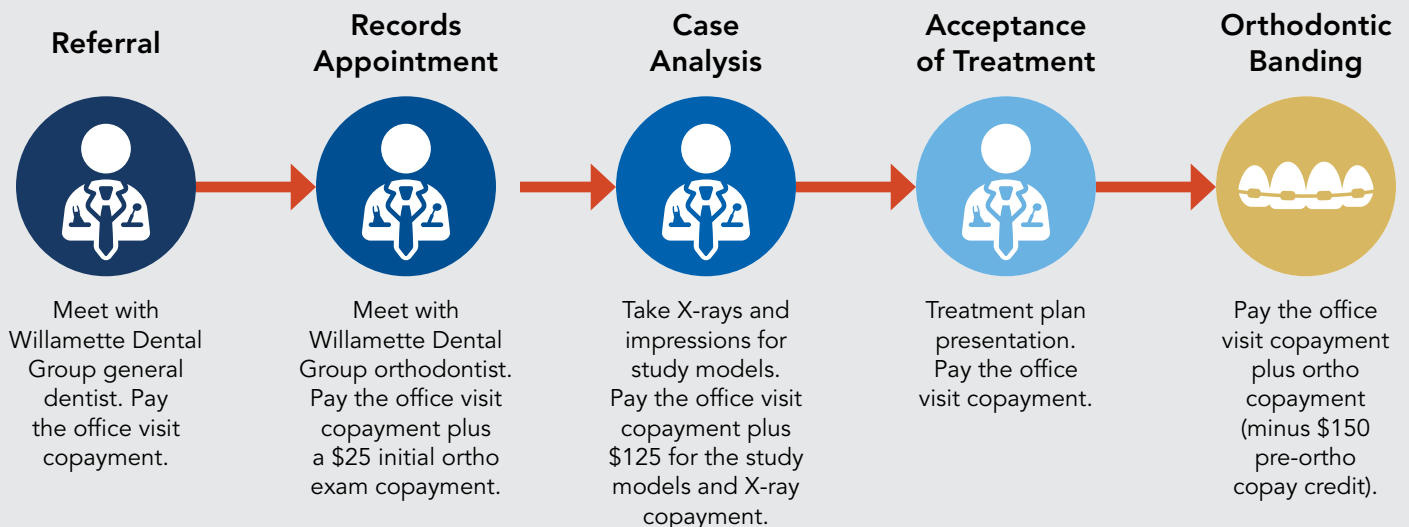 Referral
Meet with
Willamette Dental
Group general
dentist. Pay
the office visit
copayment.
Records
Appointment
Meet with
Willamette Dental
Group orthodontist.
Pay the office visit
copayment plus
a $25 initial ortho
exam copayment.
Case
Analysis
Take X-rays and
impressions for
study models.
Pay the office visit
copayment plus
$125 for the study
models and X-ray
copayment.
Acceptance
of Treatment
Treatment plan
presentation.
Pay the office
visit copayment.
Orthodontic
Banding
Pay the office
visit copayment
plus ortho
copayment
(minus $150
pre-ortho
copay credit).